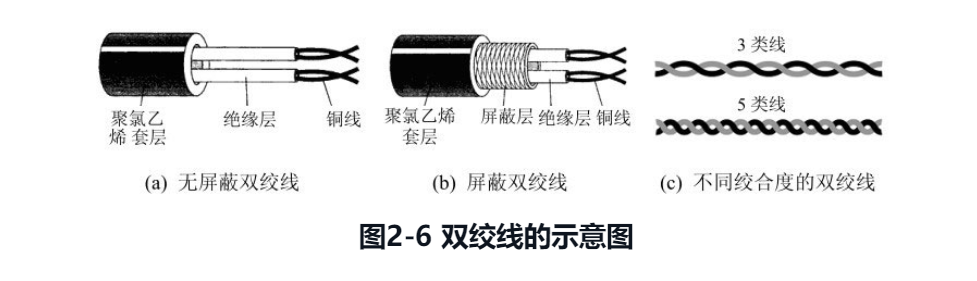 3 类线
5 类线
聚氯乙
烯 套层
绝缘层
铜线
聚氯乙烯
套层
屏蔽层
绝缘层
铜线
(a) 无屏蔽双绞线
(b) 屏蔽双绞线
(c) 不同绞合度的双绞线
图2-6 双绞线的示意图